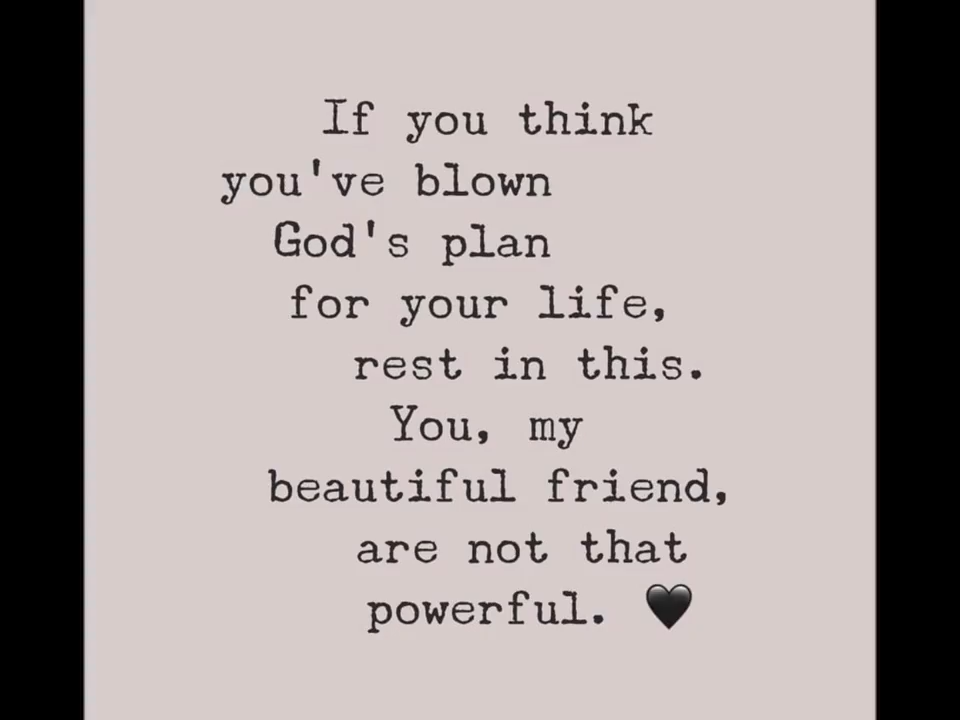 If you think
you've blown
God's plan
for your life,
rest in this.
You, my
beautiful friend,
are not that
powerful. 🖤